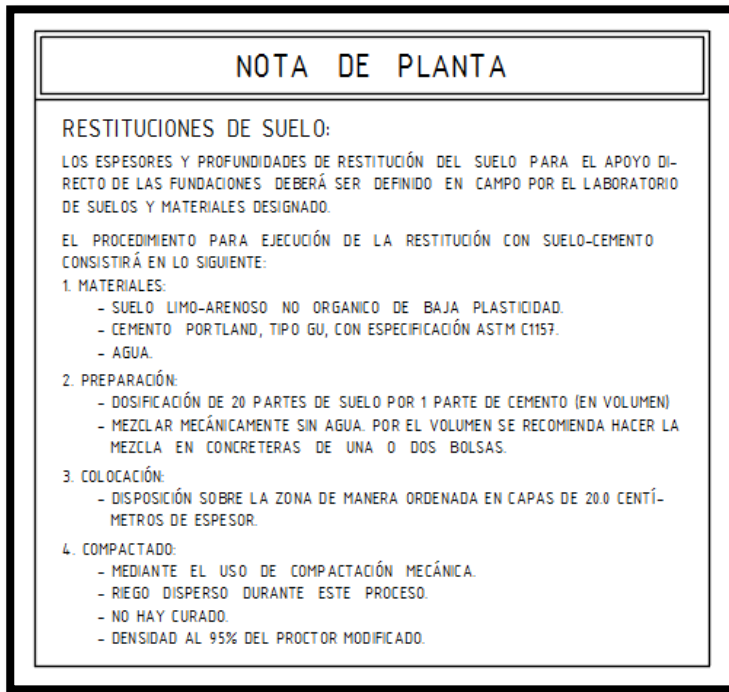 NOTA DE PLANTA
RESTITUCIONES DE SUELO:
LOS ESPESORES Y PROFUNDIDADES DE RESTITUCIÓN DEL SUELO PARA EL APOYO DI-
RECTO DE LAS FUNDACIONES DEBERÁ SER DEFINIDO EN CAMPO POR EL LABORATORIO
DE SUELOS Y MATERIALES DESIGNADO.
EL PROCEDIMIENTO PARA EJECUCIÓN DE LA RESTITUCIÓN CON SUELO-CEMENTO
CONSISTIRÁ EN LO SIGUIENTE:
1. MATERIALES:
- SUELO LIMO-ARENOSO NO ORGANICO DE BAJA PLASTICIDAD.
- CEMENTO PORTLAND, TIPO GU, CON ESPECIFICACIÓN ASTM C1157.
- AGUA.
2. PREPARACIÓN:
- DOSIFICACIÓN DE 20 PARTES DE SUELO POR 1 PARTE DE CEMENTO (EN VOLUMEN)
- MEZCLAR MECÁNICAMENTE SIN AGUA. POR EL VOLUMEN SE RECOMIENDA HACER LA
MEZCLA EN CONCRETERAS DE UNA O DOS BOLSAS.
3. COLOCACIÓN:
- DISPOSICIÓN SOBRE LA ZONA DE MANERA ORDENADA EN CAPAS DE 20.0 CENTÍ-
METROS DE ESPESOR.
4. COMPACTADO:
- MEDIANTE EL USO DE COMPACTACIÓN MECÁNICA.
- RIEGO DISPERSO DURANTE ESTE PROCESO.
- NO HAY CURADO.
- DENSIDAD AL 95% DEL PROCTOR MODIFICADO.